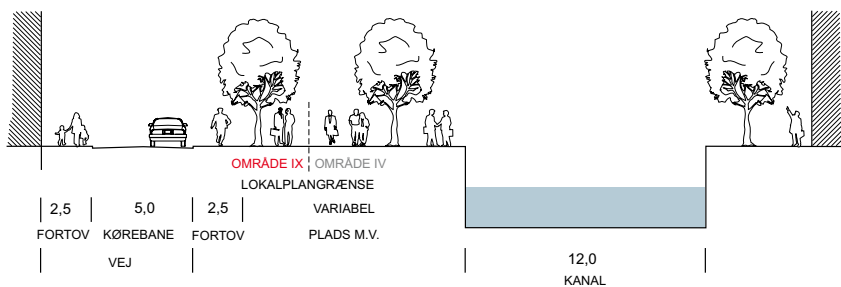 OMRÅDE IX OMRÅDE IV
LOKALPLANGRÆNSE
2,5 5,0 2,5 VARIABEL
FORTOV KØREBANE FORTOV PLADS M.V.
VEJ
12,0
KANAL